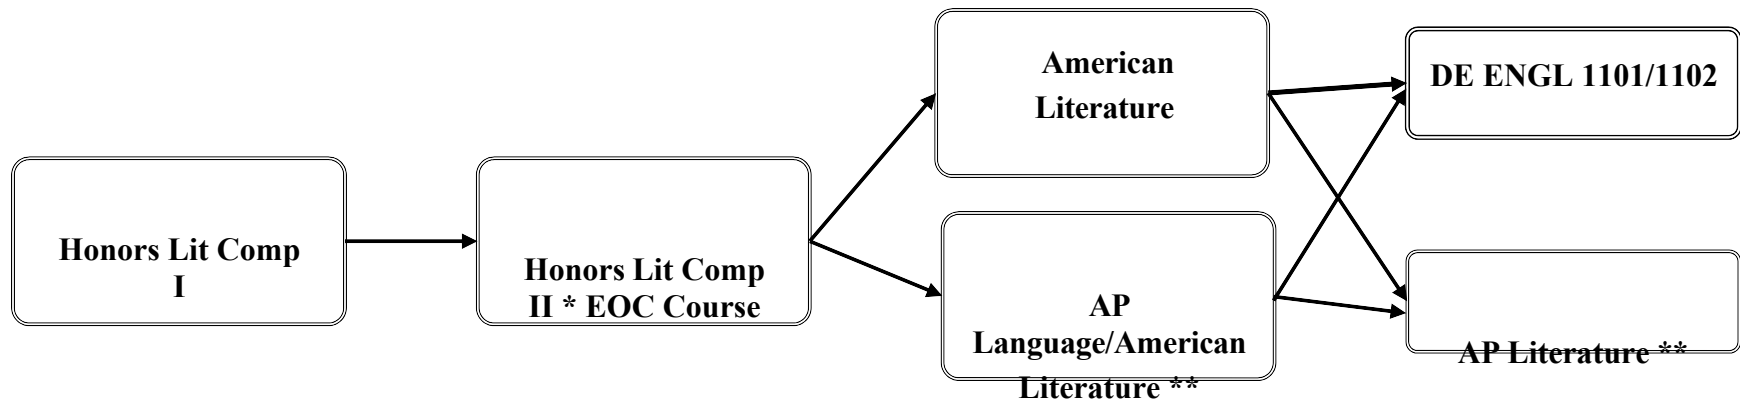 Honors Lit Comp
I
Honors Lit Comp
II * EOC Course
American
Literature
AP
Language/American
Literature **
DE ENGL 1101/1102
AP Literature **